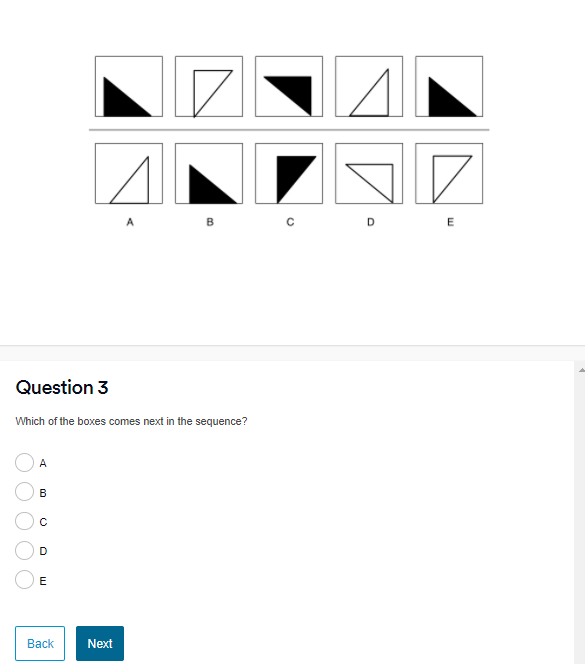 A B C D E
Question 3
Which of the boxes comes next in the sequence?
A
B
C
D
E
Back Next